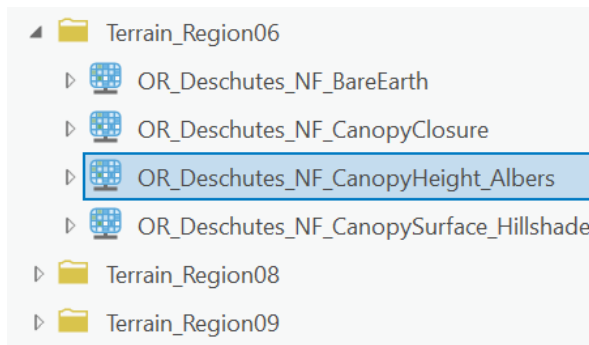 Terrain_Region06
OR_Deschutes_NF_BareEarth
OR_Deschutes_NF_CanopyClosure
OR_Deschutes_NF_CanopyHeight_Albers
OR_Deschutes_NF_CanopySurface_Hillshade
Terrain_Region08
Terrain_Region09